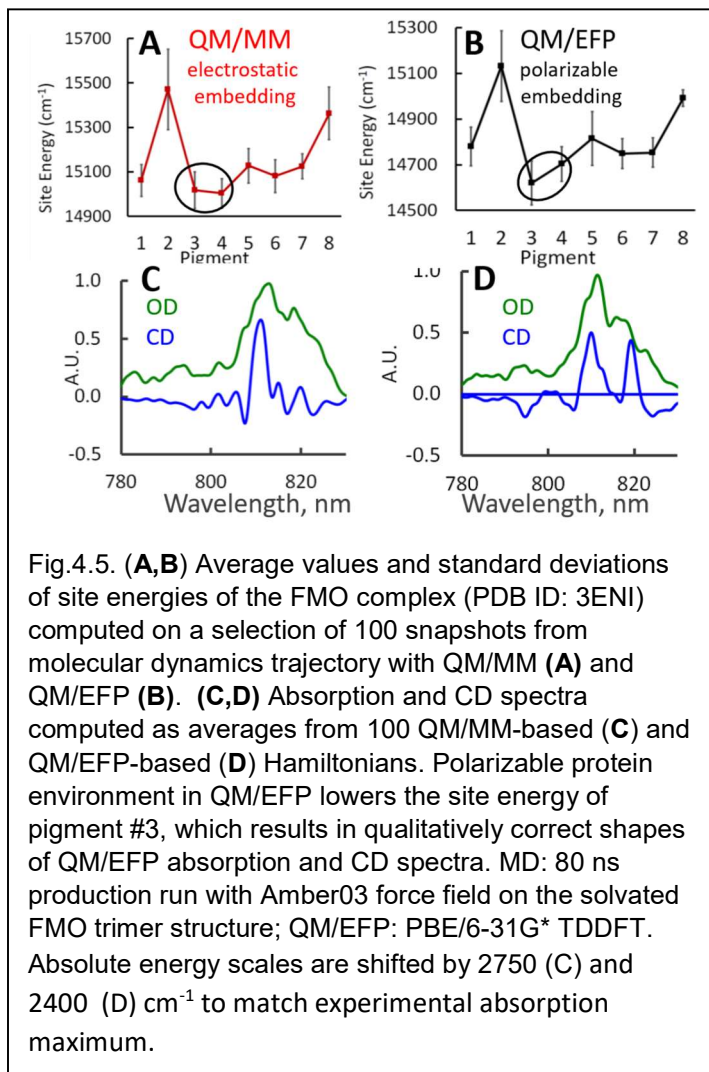 A QM/MM
electrostatic
embedding
Site Energy (cm⁻¹)
15700
15500
15300
15100
14900
1 2 3 4 5 6 7 8
Pigment
B QM/EFP
polarizable
embedding
Site Energy (cm⁻¹)
15300
14900
14700
14500
1 2 3 4 5 6 7 8
Pigment
C
OD
CD
A.U.
1.0
0.5
0.0
-0.5
780 800 820
Wavelength, nm
D
OD
CD
A.U.
1.0
0.5
0.0
-0.5
780 800 820
Wavelength, nm
Fig.4.5. (A,B) Average values and standard deviations
of site energies of the FMO complex (PDB ID: 3ENI)
computed on a selection of 100 snapshots from
molecular dynamics trajectory with QM/MM (A) and
QM/EFP (B). (C,D) Absorption and CD spectra
computed as averages from 100 QM/MM-based (C) and
QM/EFP-based (D) Hamiltonians. Polarizable protein
environment in QM/EFP lowers the site energy of
pigment #3, which results in qualitatively correct shapes
of QM/EFP absorption and CD spectra. MD: 80 ns
production run with Amber03 force field on the solvated
FMO trimer structure; QM/EFP: PBE/6-31G* TDDFT.
Absolute energy scales are shifted by 2750 (C) and
2400 (D) cm⁻¹ to match experimental absorption
maximum.